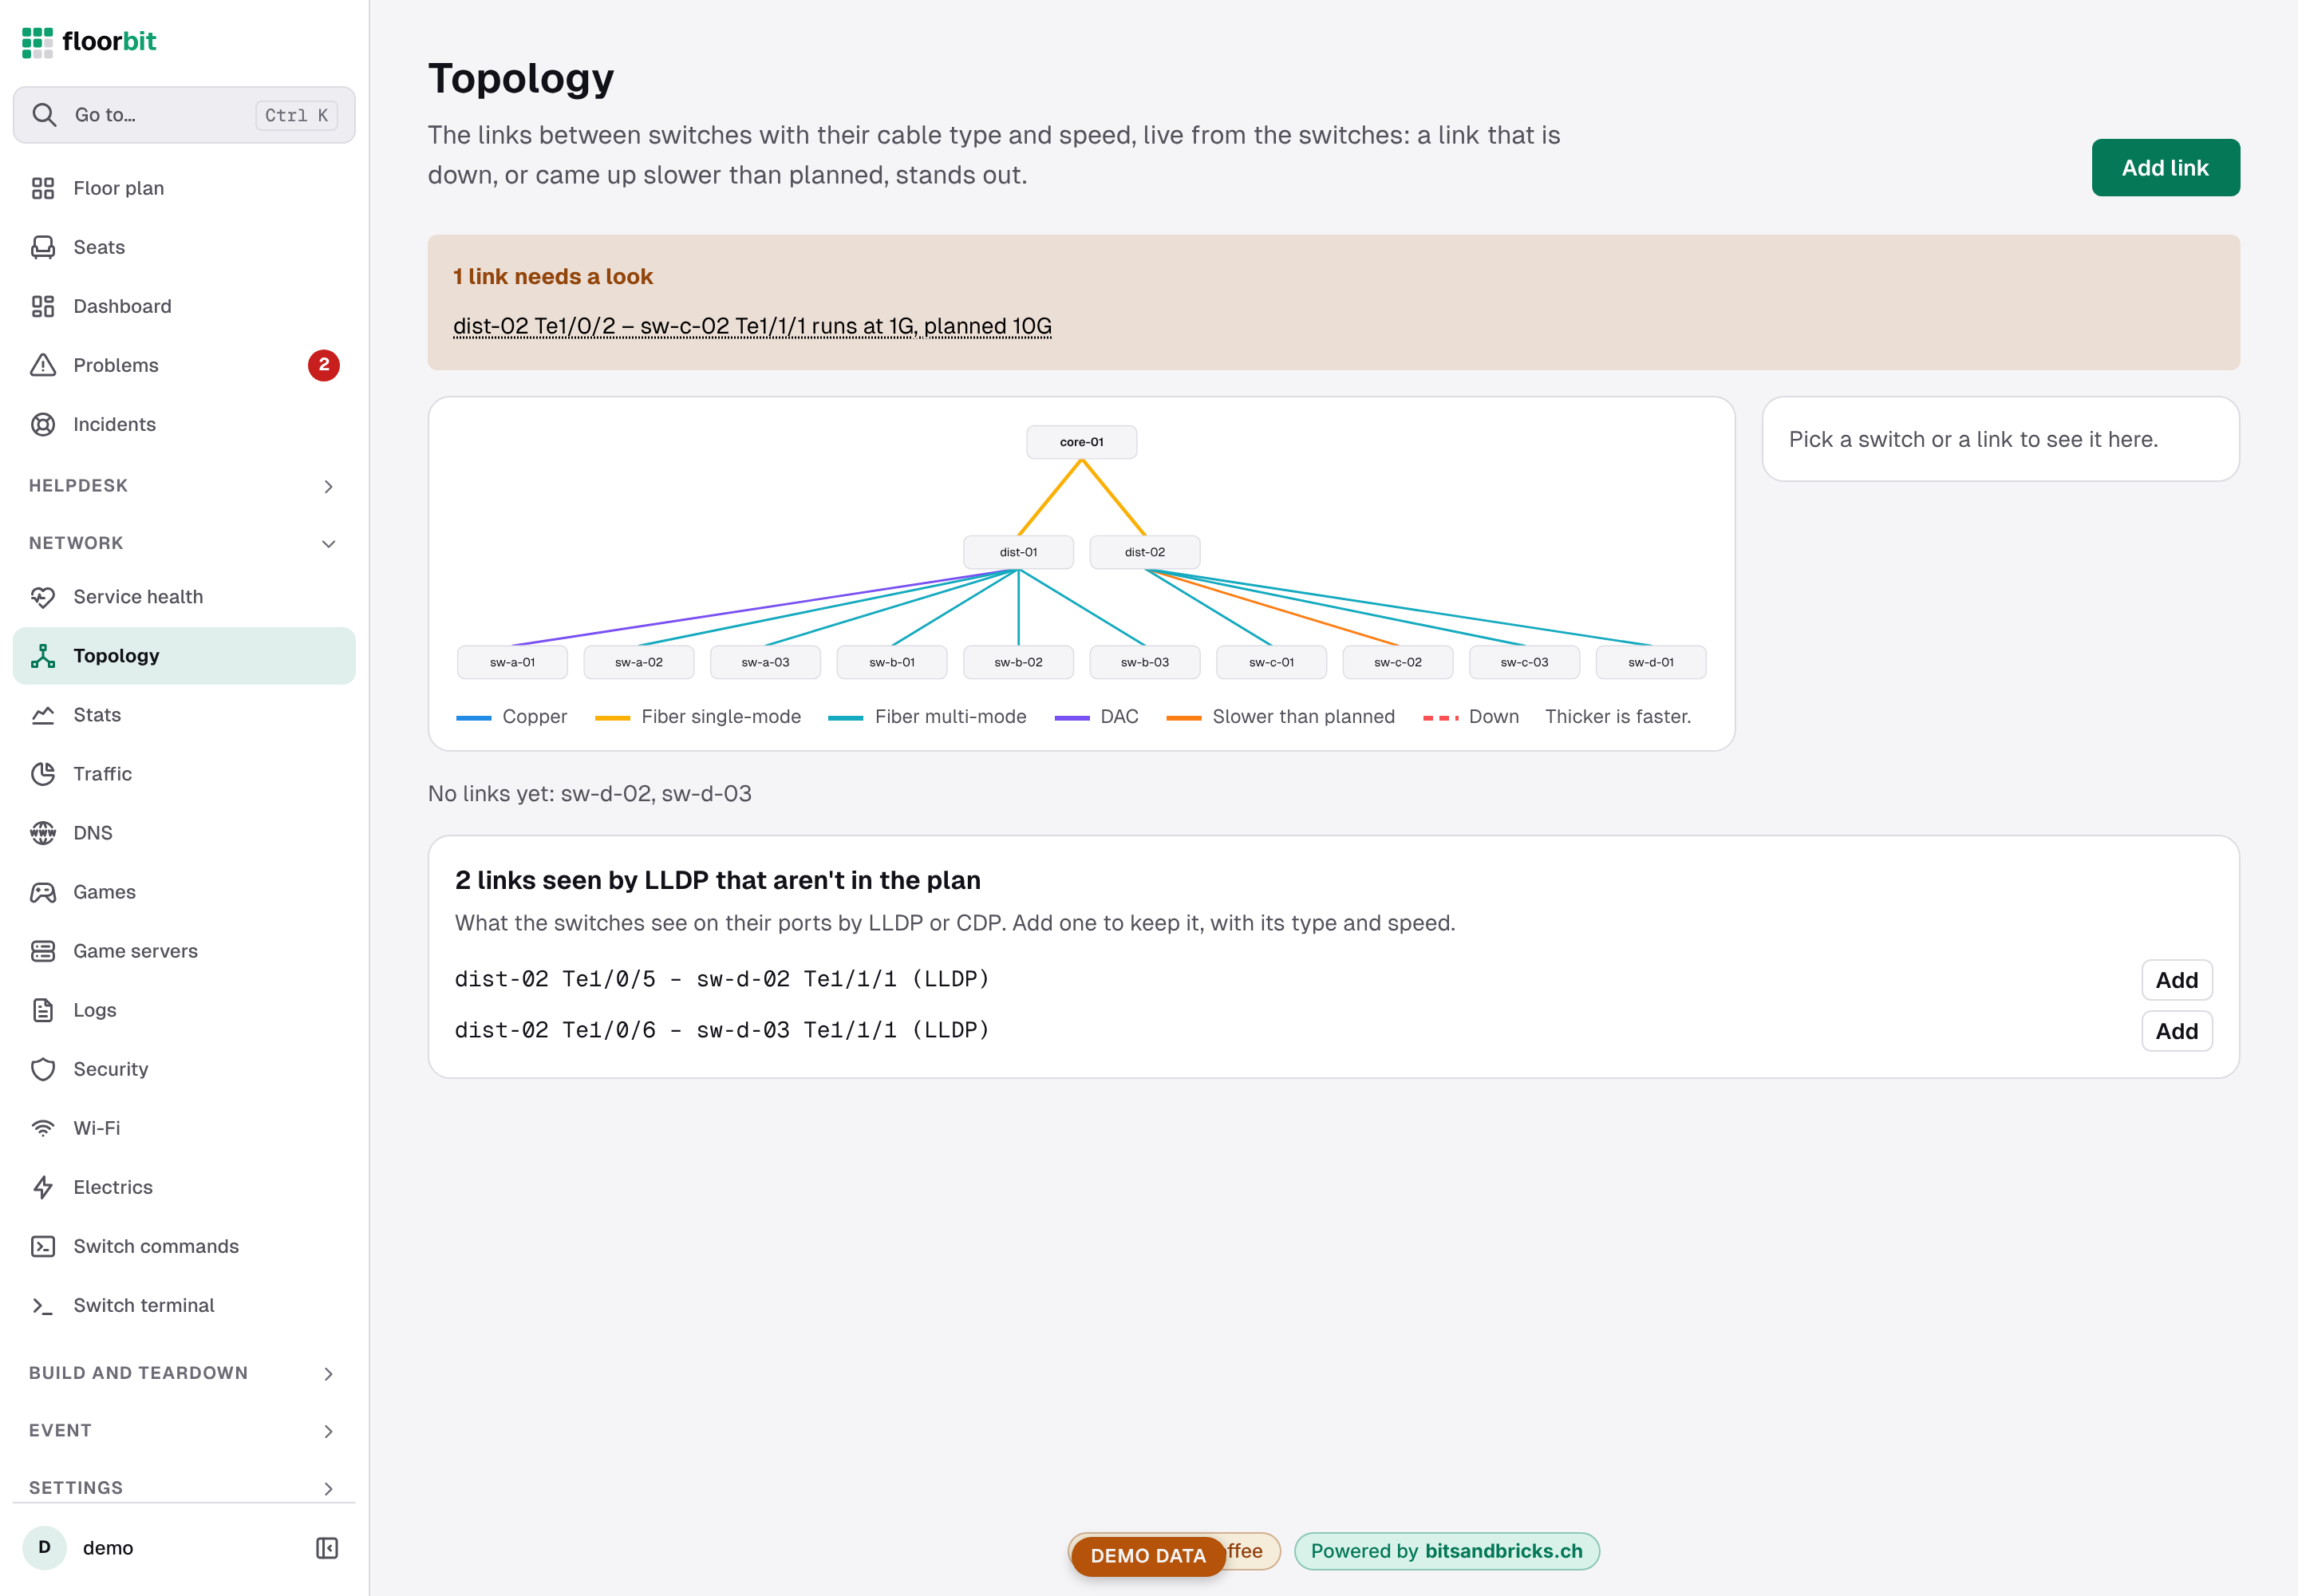 floorbit
Go to...
Ctrl K
Floor plan
Seats
Dashboard
Problems
2
Incidents
HELPDESK
NETWORK
Service health
Topology
Stats
Traffic
DNS
Games
Game servers
Logs
Security
Wi-Fi
Electrics
Switch commands
Switch terminal
BUILD AND TEARDOWN
EVENT
SETTINGS
D
demo
Topology
The links between switches with their cable type and speed, live from the switches: a link that is
down, or came up slower than planned, stands out.
Add link
1 link needs a look
dist-02 Te1/0/2 – sw-c-02 Te1/1/1 runs at 1G, planned 10G
core-01
dist-01
dist-02
sw-a-01
sw-a-02
sw-a-03
sw-b-01
sw-b-02
sw-b-03
sw-c-01
sw-c-02
sw-c-03
sw-d-01
Copper
Fiber single-mode
Fiber multi-mode
DAC
Slower than planned
Down
Thicker is faster.
Pick a switch or a link to see it here.
No links yet: sw-d-02, sw-d-03
2 links seen by LLDP that aren't in the plan
What the switches see on their ports by LLDP or CDP. Add one to keep it, with its type and speed.
dist-02 Te1/0/5 – sw-d-02 Te1/1/1 (LLDP)
Add
dist-02 Te1/0/6 – sw-d-03 Te1/1/1 (LLDP)
Add
DEMO DATA
Powered by bitsandbricks.ch